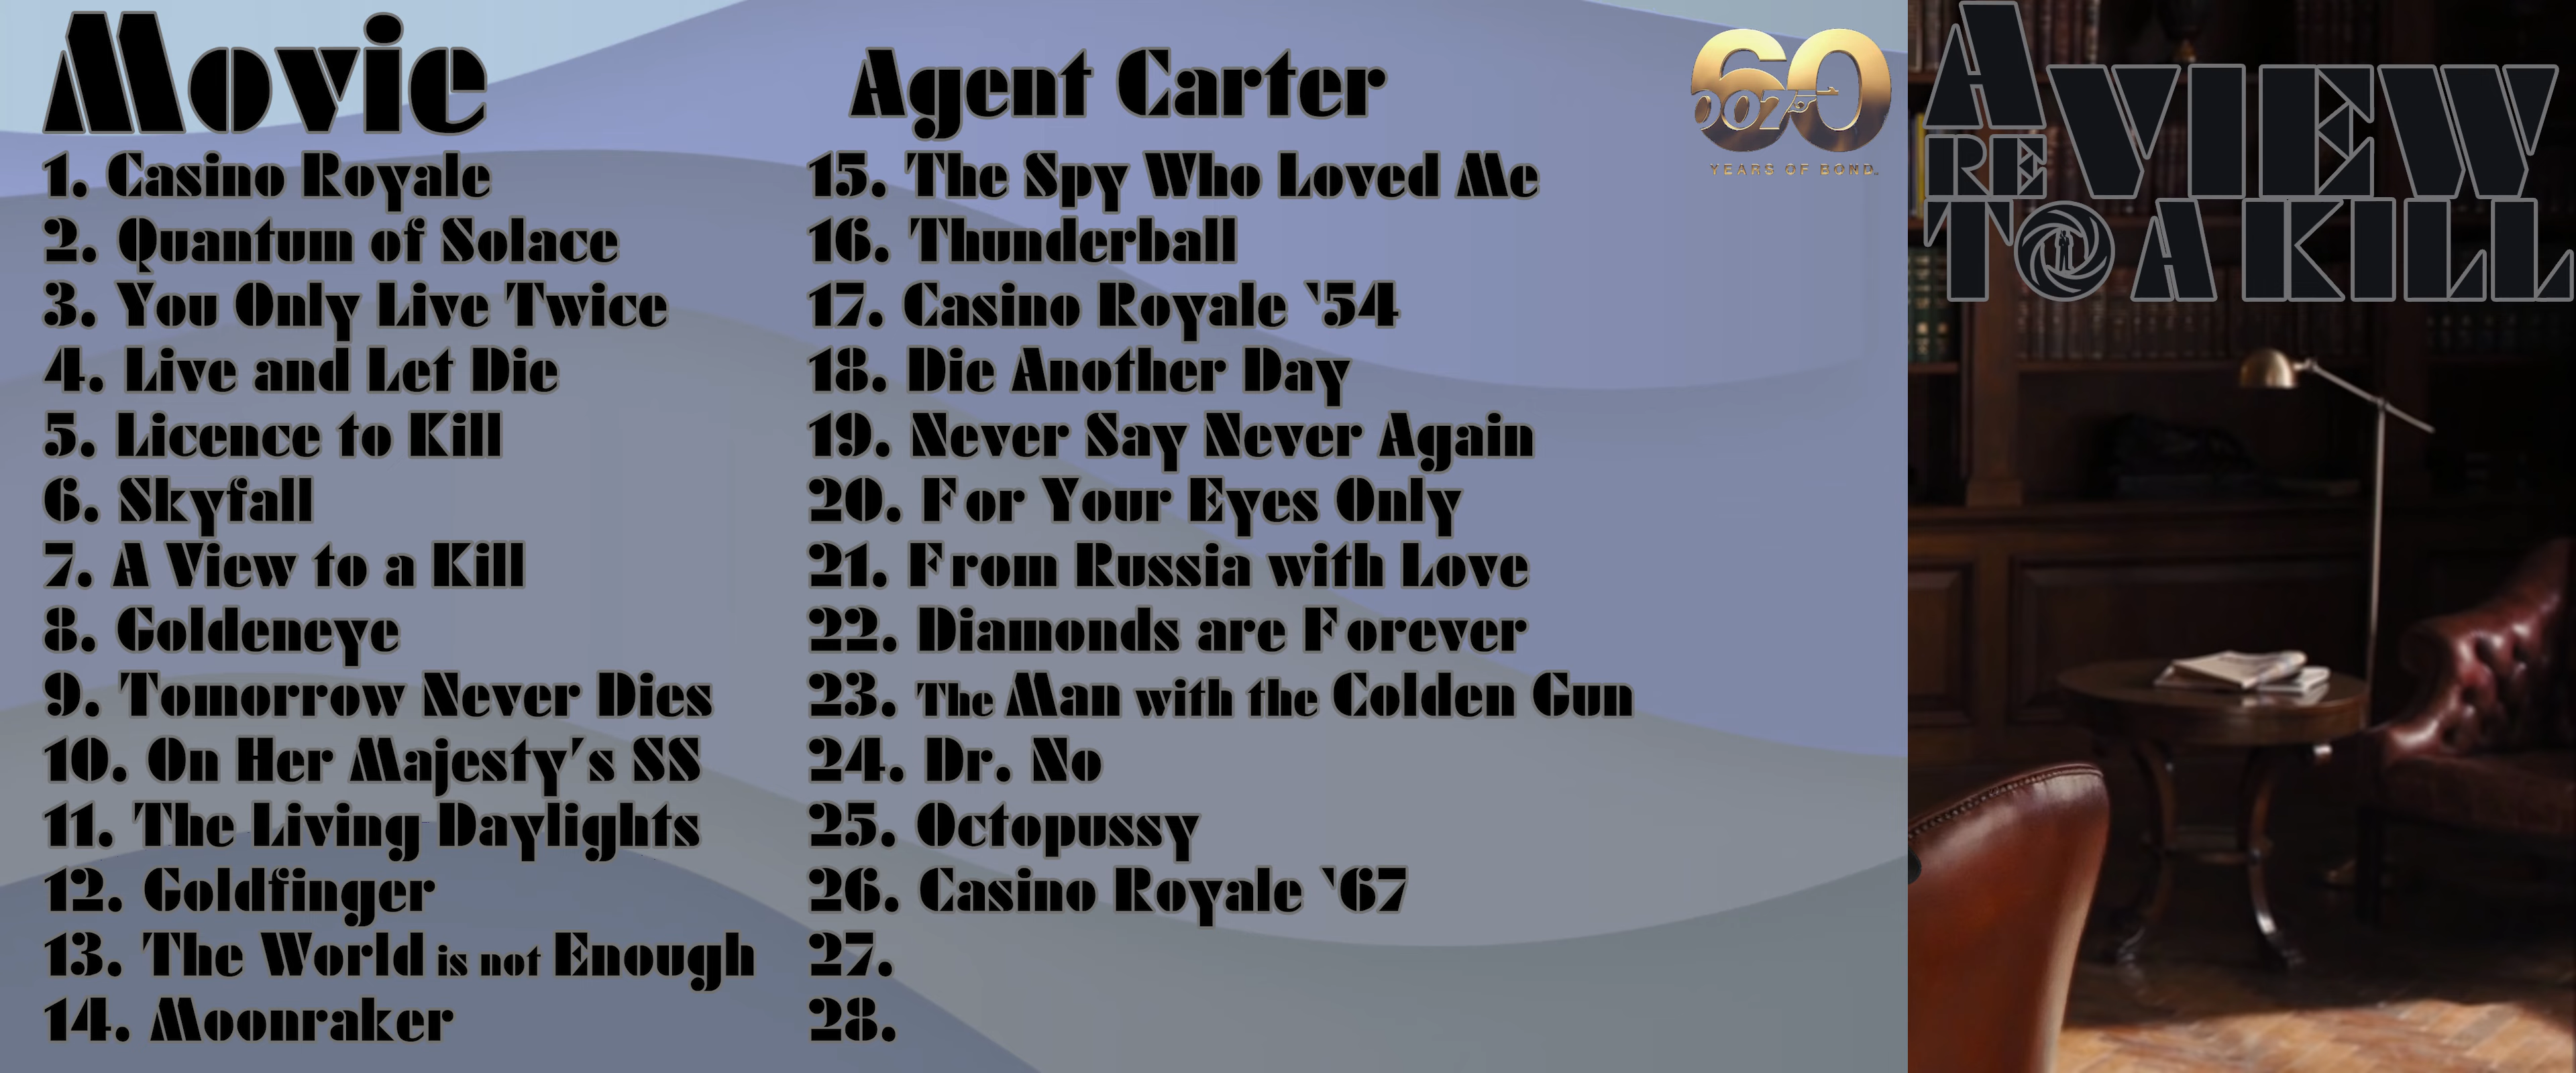 Movie
1. Casino Royale
2. Quantum of Solace
3. You Only Live Twice
4. Live and Let Die
5. Licence to Kill
6. Skyfall
7. A View to a Kill
8. Goldeneye
9. Tomorrow Never Dies
10. On Her Majesty's SS
11. The Living Daylights
12. Goldfinger
13. The World is not Enough
14. Moonraker
Agent Carter
15. The Spy Who Loved Me
16. Thunderball
17. Casino Royale `54
18. Die Another Day
19. Never Say Never Again
20. For Your Eyes Only
21. From Russia with Love
22. Diamonds are Forever
23. The Man with the Colden Gun
24. Dr. No
25. Octopussy
26. Casino Royale `67
27.
28.
60
007
YEARS OF BOND.
A
REVIEW
TO A KILL